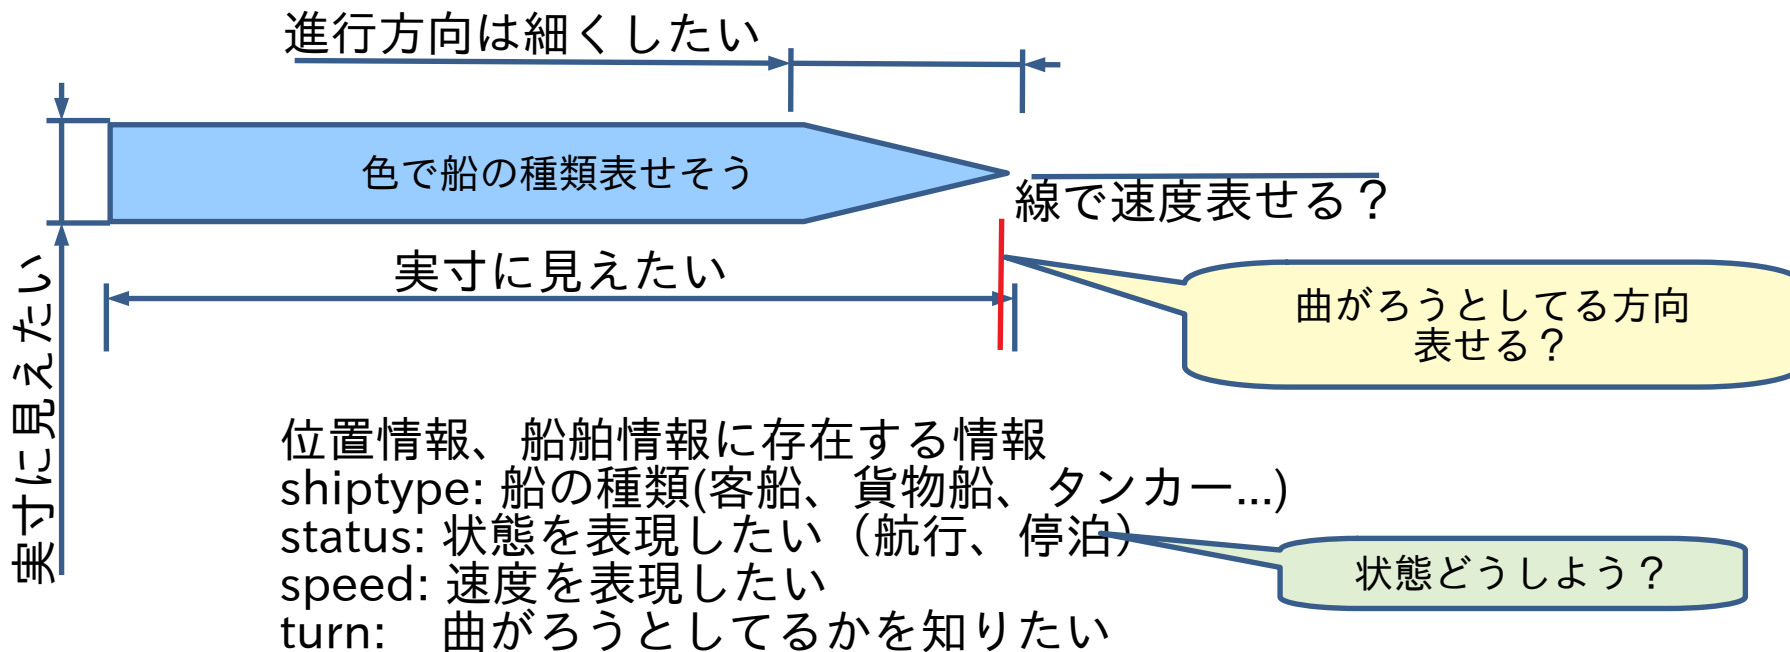 進行方向は細くしたい
色で船の種類表せそう
線で速度表せる？
実寸に見えたい
実寸に見えたい
曲がろうとしてる方向
表せる？
位置情報、船舶情報に存在する情報
shiptype: 船の種類(客船、貨物船、タンカー...)
status: 状態を表現したい（航行、停泊）
状態どうしよう？
speed: 速度を表現したい
turn: 曲がろうとしてるかを知りたい